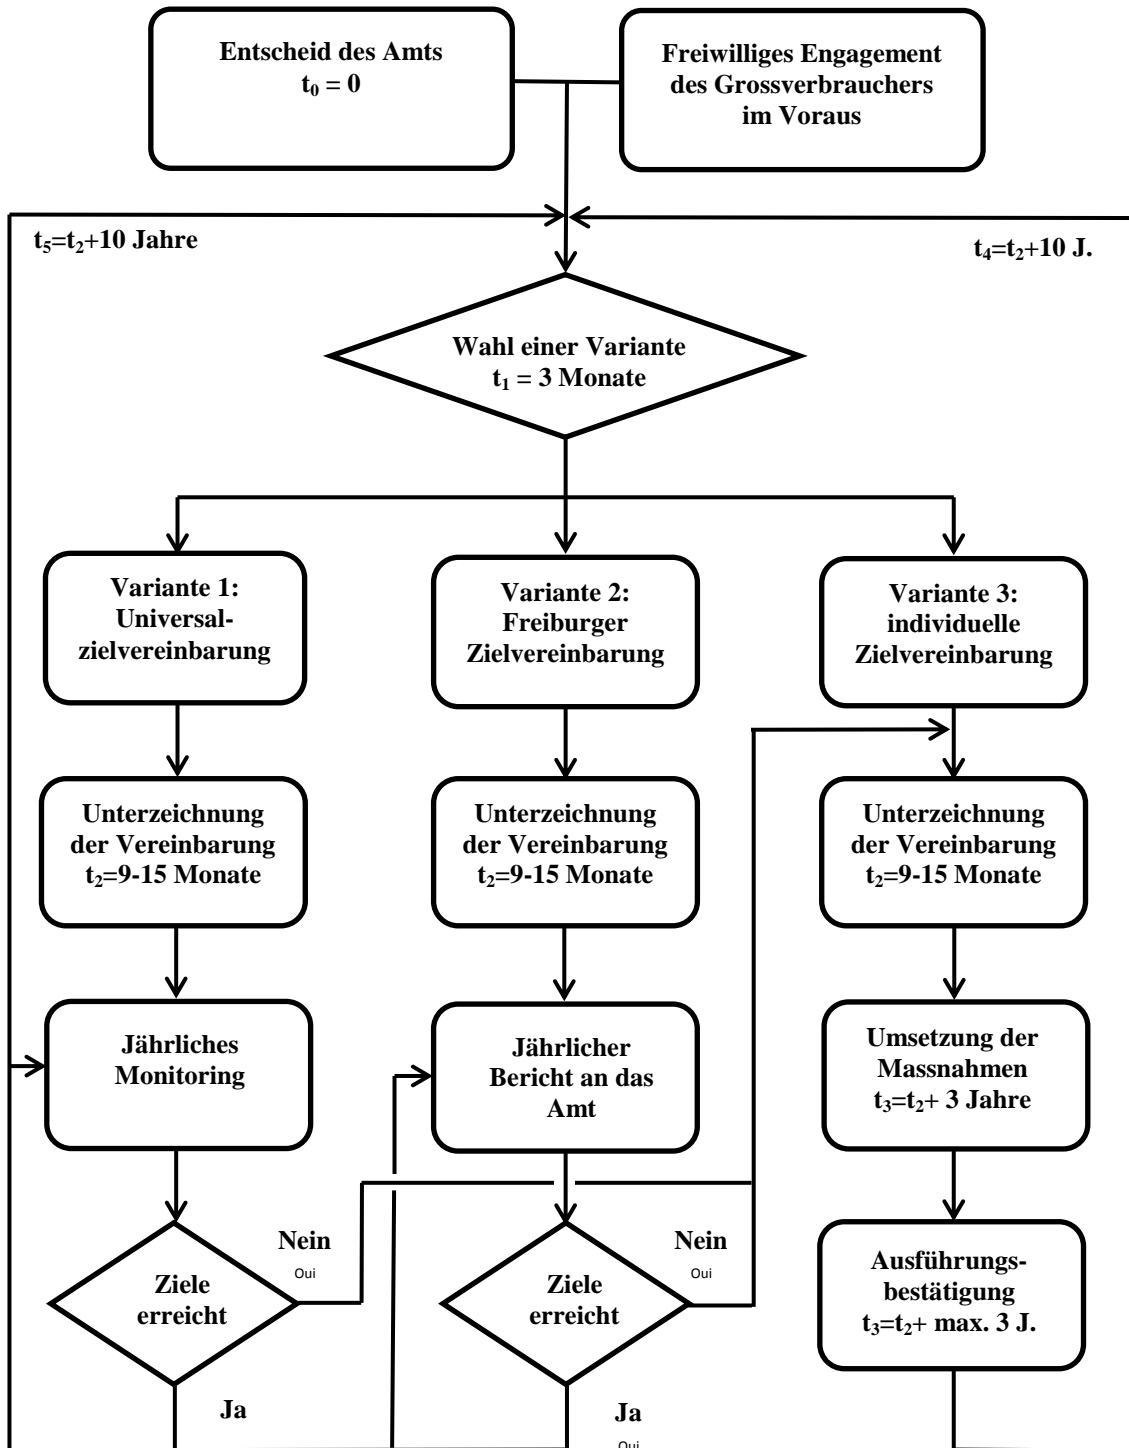 Entscheid des Amts
t₀ = 0
Freiwilliges Engagement
des Grossverbrauchers
im Voraus
t₅=t₂+10 Jahre
t₄=t₂+10 J.
Wahl einer Variante
t₁ = 3 Monate
Variante 1:
Universal-
zielvereinbarung
Variante 2:
Freiburger
Zielvereinbarung
Variante 3:
individuelle
Zielvereinbarung
Unterzeichnung
der Vereinbarung
t₂=9-15 Monate
Unterzeichnung
der Vereinbarung
t₂=9-15 Monate
Unterzeichnung
der Vereinbarung
t₂=9-15 Monate
Jährliches
Monitoring
Jährlicher
Bericht an das
Amt
Umsetzung der
Massnahmen
t₃=t₂+ 3 Jahre
Nein
Oui
Nein
Oui
Ziele
erreicht
Ziele
erreicht
Ausführungs-
bestätigung
t₃=t₂+ max. 3 J.
Ja
Ja
Oui